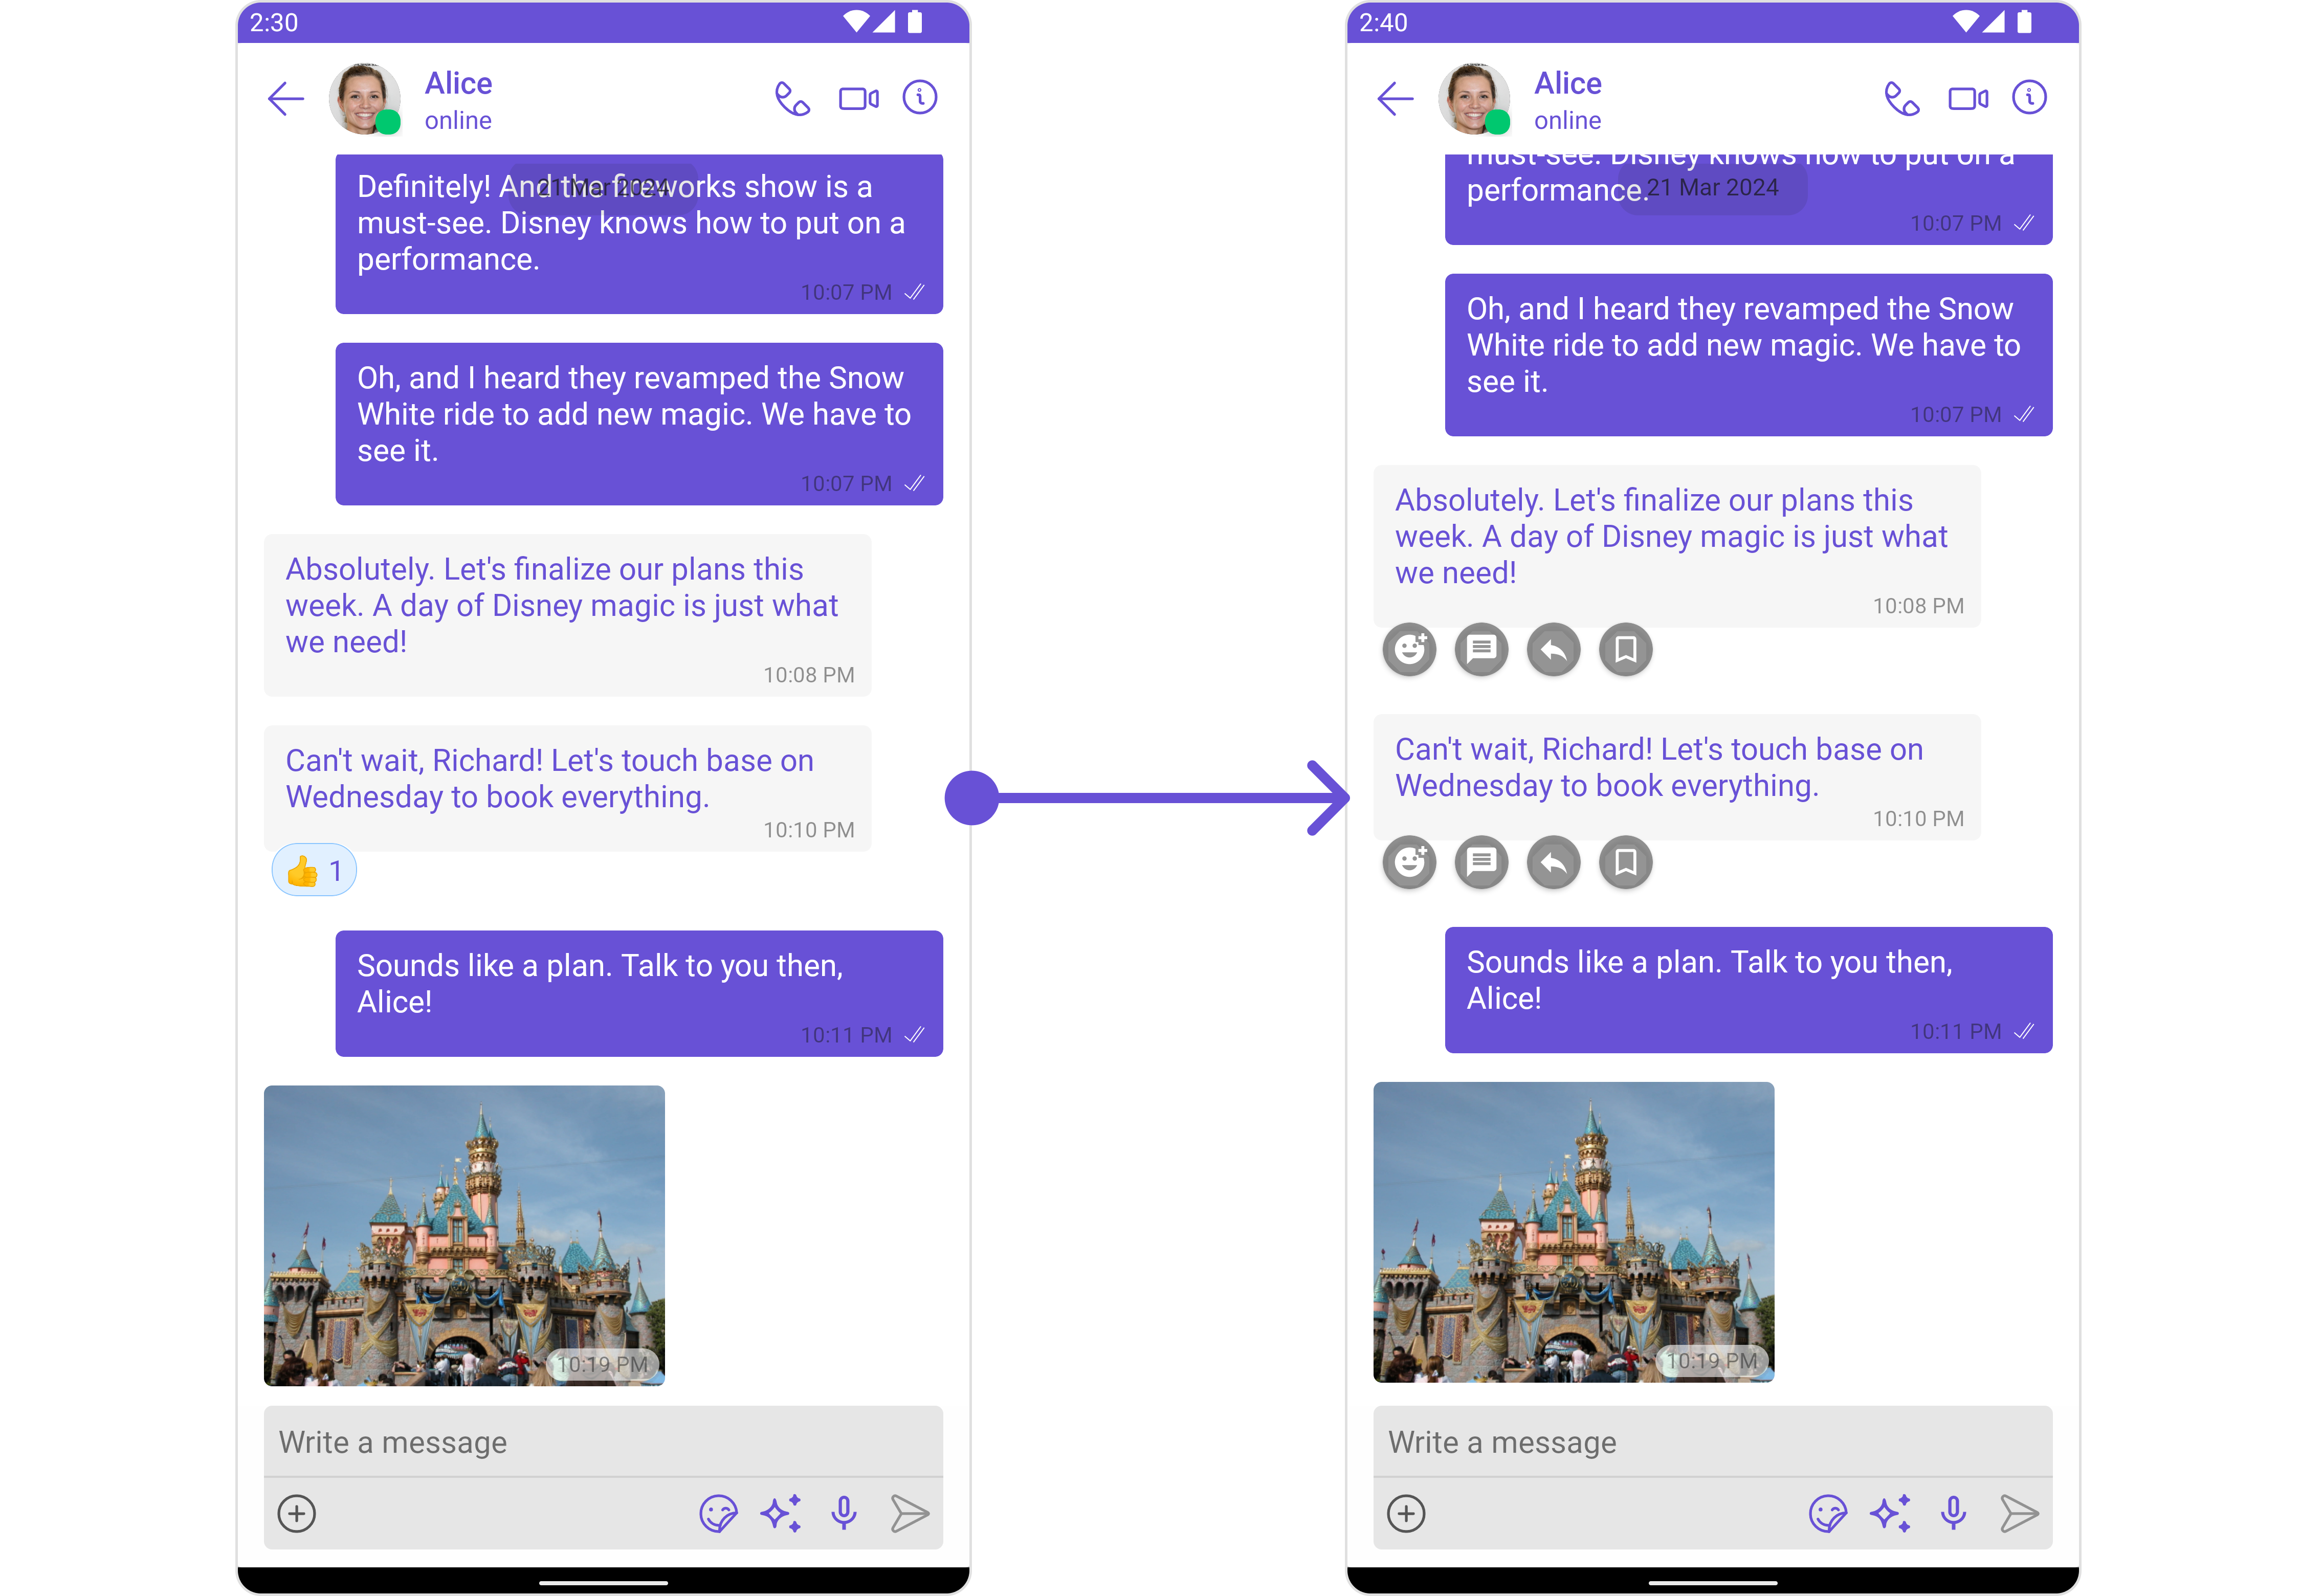 2:30
Alice
online
21 Mar 2024
Definitely! And the fireworks show is a
must-see. Disney knows how to put on a
performance.
10:07 PM
Oh, and I heard they revamped the Snow
White ride to add new magic. We have to
see it.
10:07 PM
Absolutely. Let's finalize our plans this
week. A day of Disney magic is just what
we need!
10:08 PM
Can't wait, Richard! Let's touch base on
Wednesday to book everything.
10:10 PM
👍 1
Sounds like a plan. Talk to you then,
Alice!
10:11 PM
10:19 PM
Write a message
2:40
Alice
online
must-see. Disney knows how to put on a
performance.
21 Mar 2024
10:07 PM
Oh, and I heard they revamped the Snow
White ride to add new magic. We have to
see it.
10:07 PM
Absolutely. Let's finalize our plans this
week. A day of Disney magic is just what
we need!
10:08 PM
Can't wait, Richard! Let's touch base on
Wednesday to book everything.
10:10 PM
Sounds like a plan. Talk to you then,
Alice!
10:11 PM
10:19 PM
Write a message